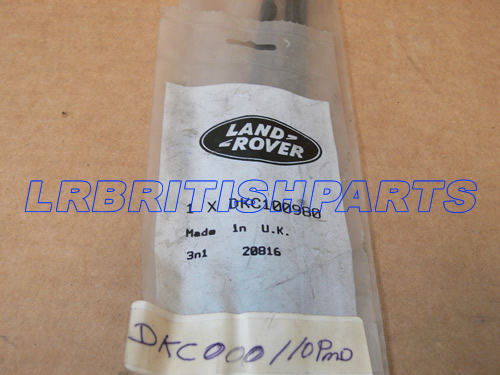 LAND
ROVER
LRBRITISHPARTS
1 x DKC100980
Made in U.K.
3n1 20816
DKC000110PMD